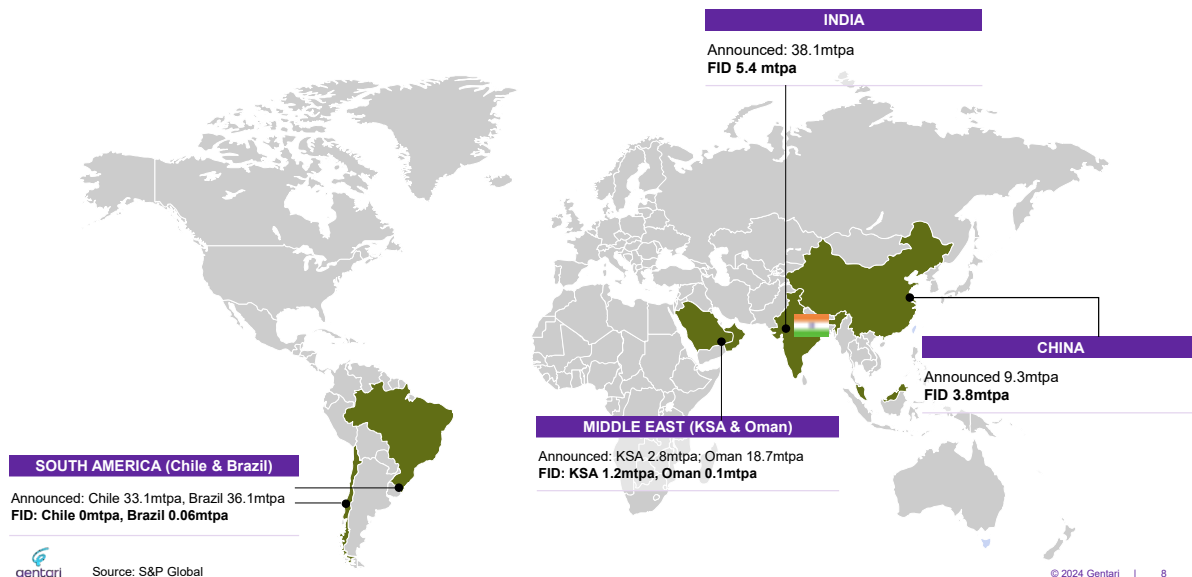 INDIA
Announced: 38.1mtpa
FID 5.4 mtpa
CHINA
Announced 9.3mtpa
FID 3.8mtpa
MIDDLE EAST (KSA & Oman)
Announced: KSA 2.8mtpa; Oman 18.7mtpa
FID: KSA 1.2mtpa, Oman 0.1mtpa
SOUTH AMERICA (Chile & Brazil)
Announced: Chile 33.1mtpa, Brazil 36.1mtpa
FID: Chile 0mtpa, Brazil 0.06mtpa
gentari
Source: S&P Global
© 2024 Gentari | 8